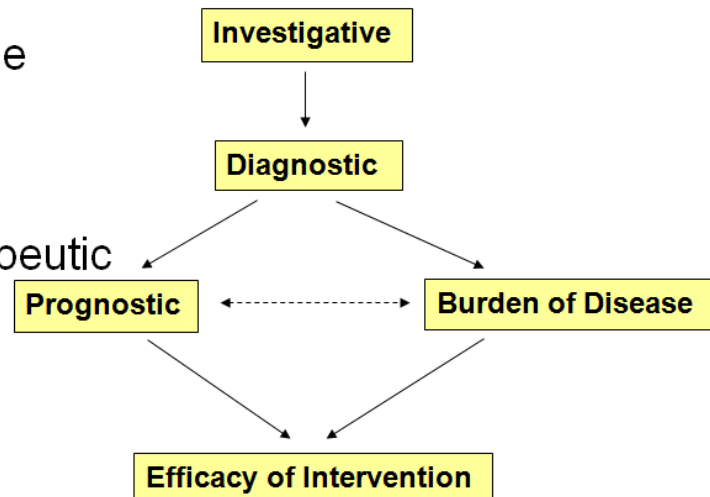 Investigative
e
Diagnostic
peutic
Prognostic
Burden of Disease
Efficacy of Intervention